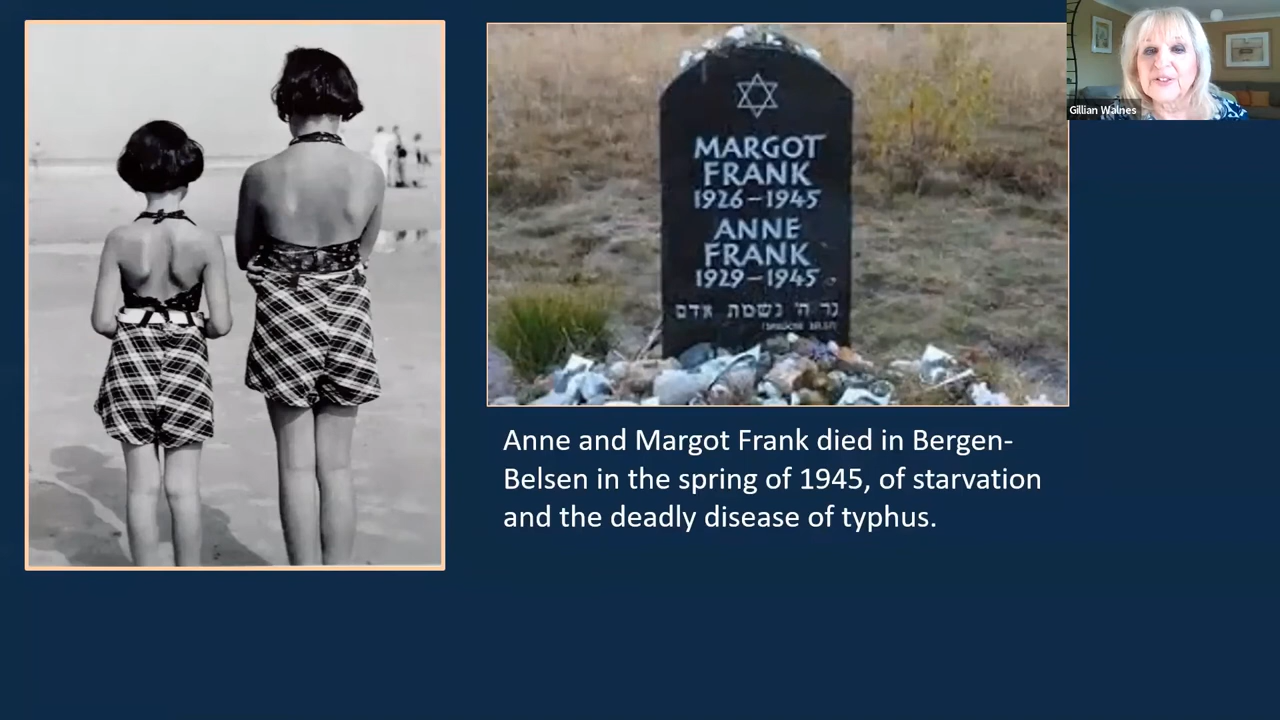 MARGOT
FRANK
1926–1945
ANNE
FRANK
1929–1945
נר ה' נשמת אדם
Gillian Walnes
Anne and Margot Frank died in Bergen-
Belsen in the spring of 1945, of starvation
and the deadly disease of typhus.